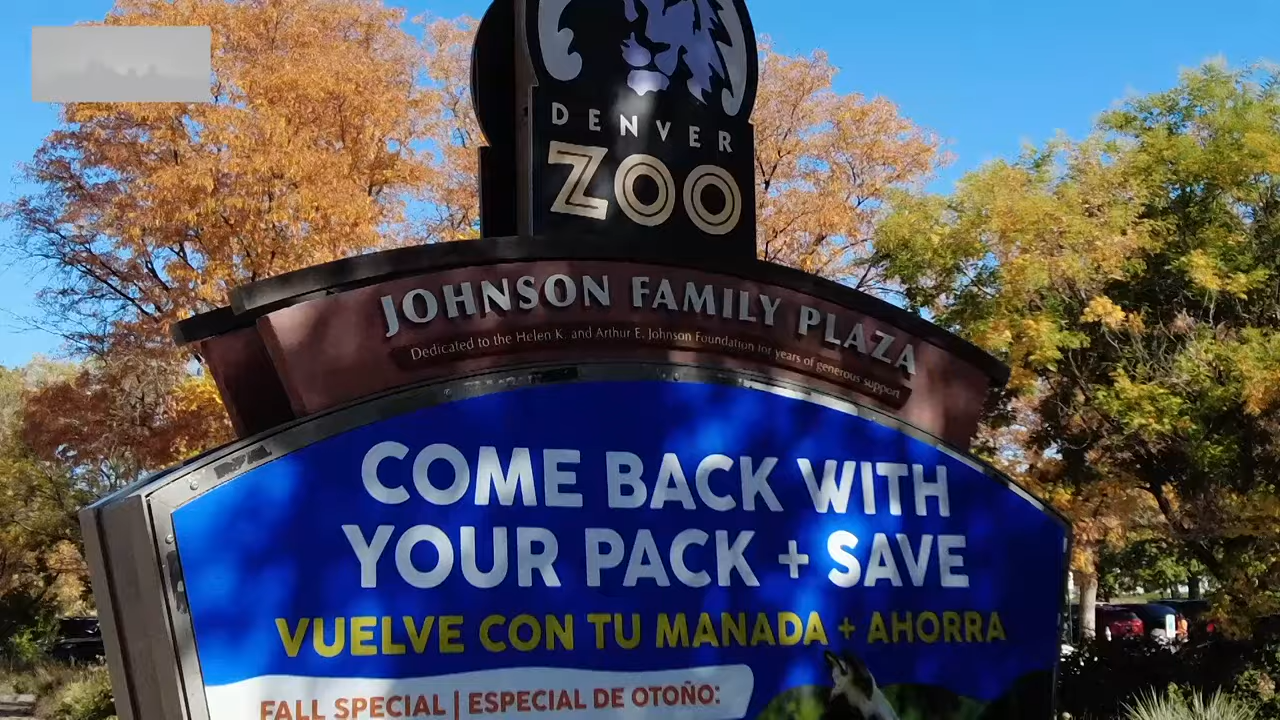 DENVER
ZOO
JOHNSON FAMILY PLAZA
Dedicated to the Helen K. and Arthur E. Johnson Foundation for years of generous support
COME BACK WITH
YOUR PACK + SAVE
VUELVE CON TU MANADA + AHORRA
FALL SPECIAL | ESPECIAL DE OTOÑO: